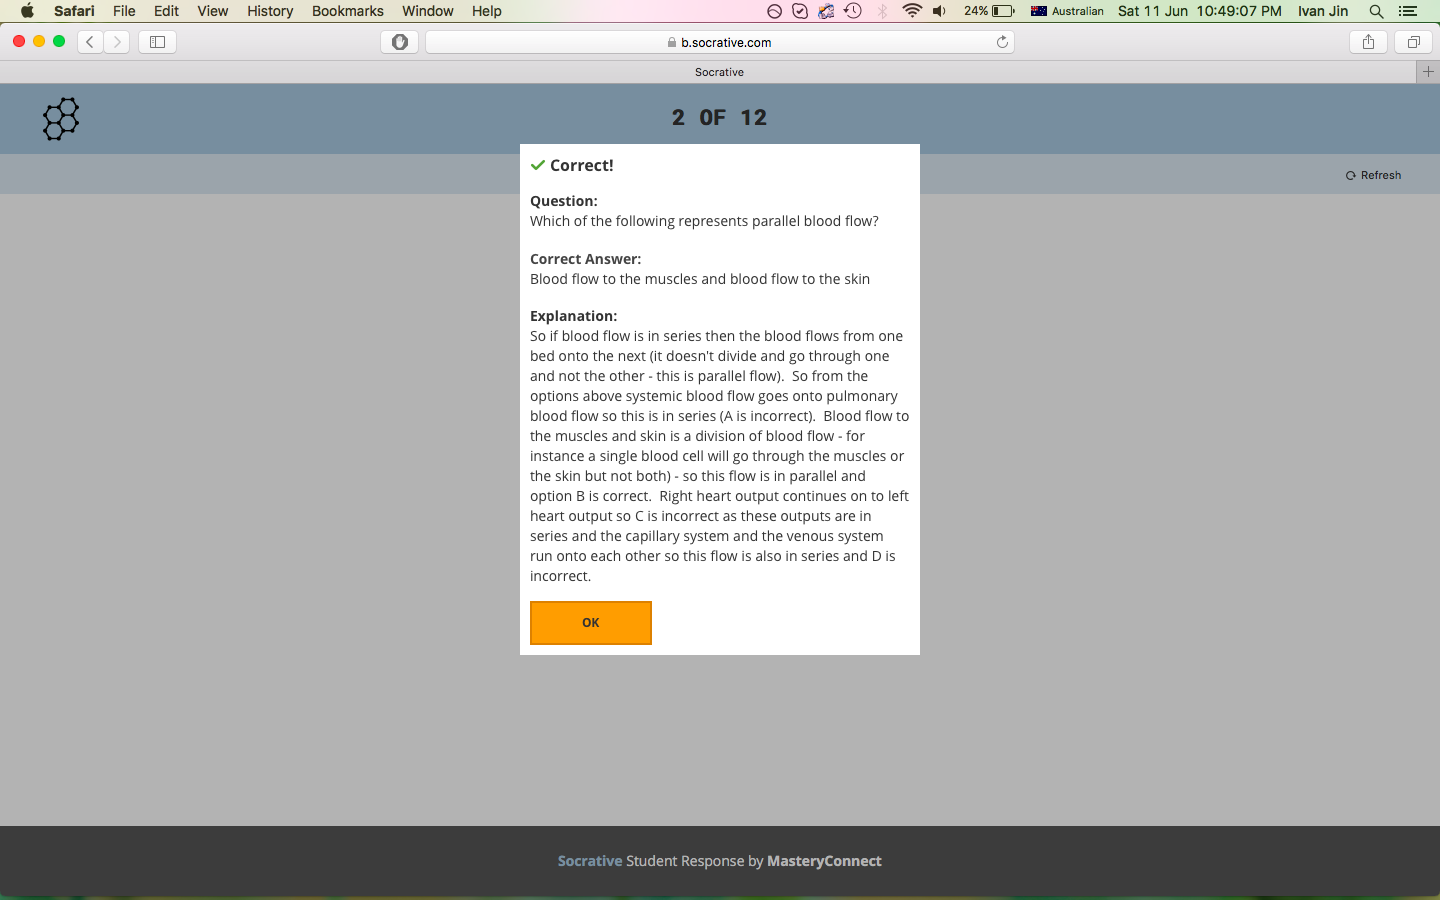 Safari File Edit View History Bookmarks Window Help 24% Australian Sat 11 Jun 10:49:07 PM Ivan Jin
b.socrative.com
Socrative
2 OF 12
Refresh
Correct!
Question:
Which of the following represents parallel blood flow?
Correct Answer:
Blood flow to the muscles and blood flow to the skin
Explanation:
So if blood flow is in series then the blood flows from one
bed onto the next (it doesn't divide and go through one
and not the other - this is parallel flow).  So from the
options above systemic blood flow goes onto pulmonary
blood flow so this is in series (A is incorrect).  Blood flow to
the muscles and skin is a division of blood flow - for
instance a single blood cell will go through the muscles or
the skin but not both) - so this flow is in parallel and
option B is correct.  Right heart output continues on to left
heart output so C is incorrect as these outputs are in
series and the capillary system and the venous system
run onto each other so this flow is also in series and D is
incorrect.
OK
Socrative Student Response by MasteryConnect